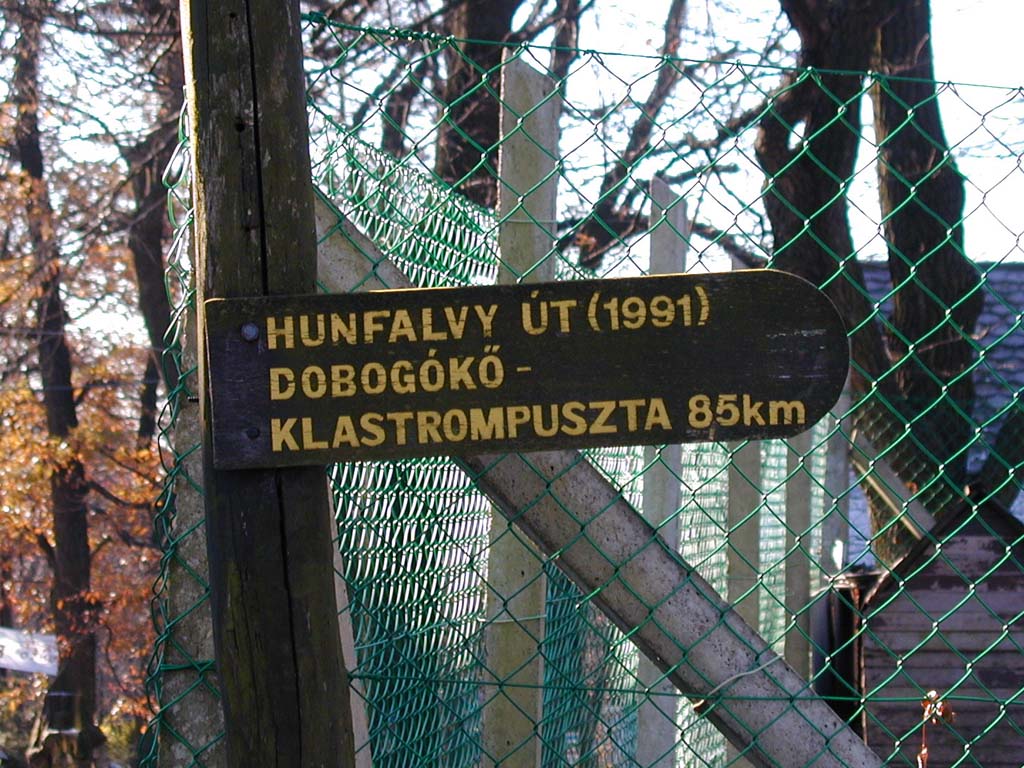 HUNFALVY ÚT (1991)
DOBOGÓKŐ -
KLASTROMPUSZTA 85km